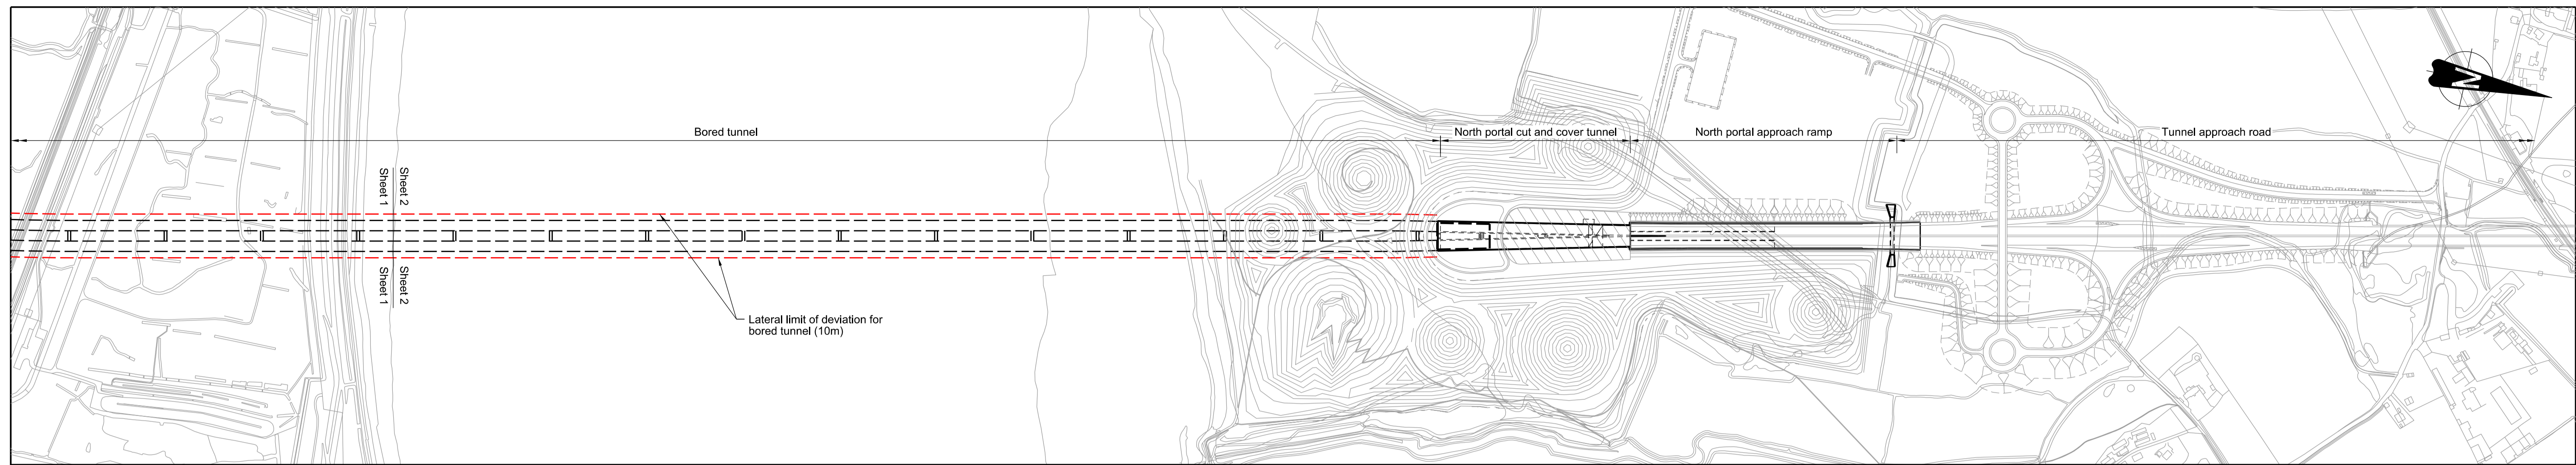 Bored tunnel
North portal cut and cover tunnel
North portal approach ramp
Tunnel approach road
N
Sheet 2
Sheet 1
Sheet 2
Sheet 1
Lateral limit of deviation for
bored tunnel (10m)